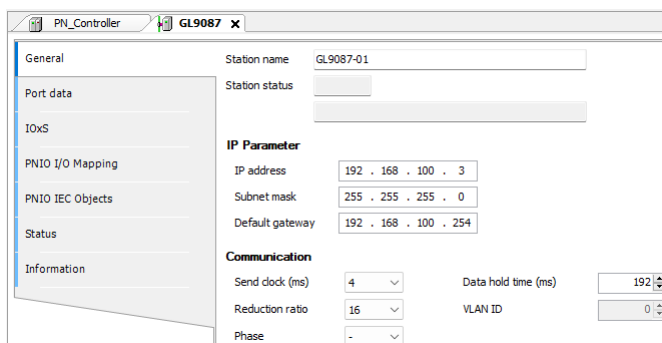 PN_Controller GL9087 x
General
Port data
IOxS
PNIO I/O Mapping
PNIO IEC Objects
Status
Information
Station name GL9087-01
Station status
IP Parameter
IP address 192 . 168 . 100 . 3
Subnet mask 255 . 255 . 255 . 0
Default gateway 192 . 168 . 100 . 254
Communication
Send clock (ms) 4 Data hold time (ms) 192
Reduction ratio 16 VLAN ID 0
Phase -